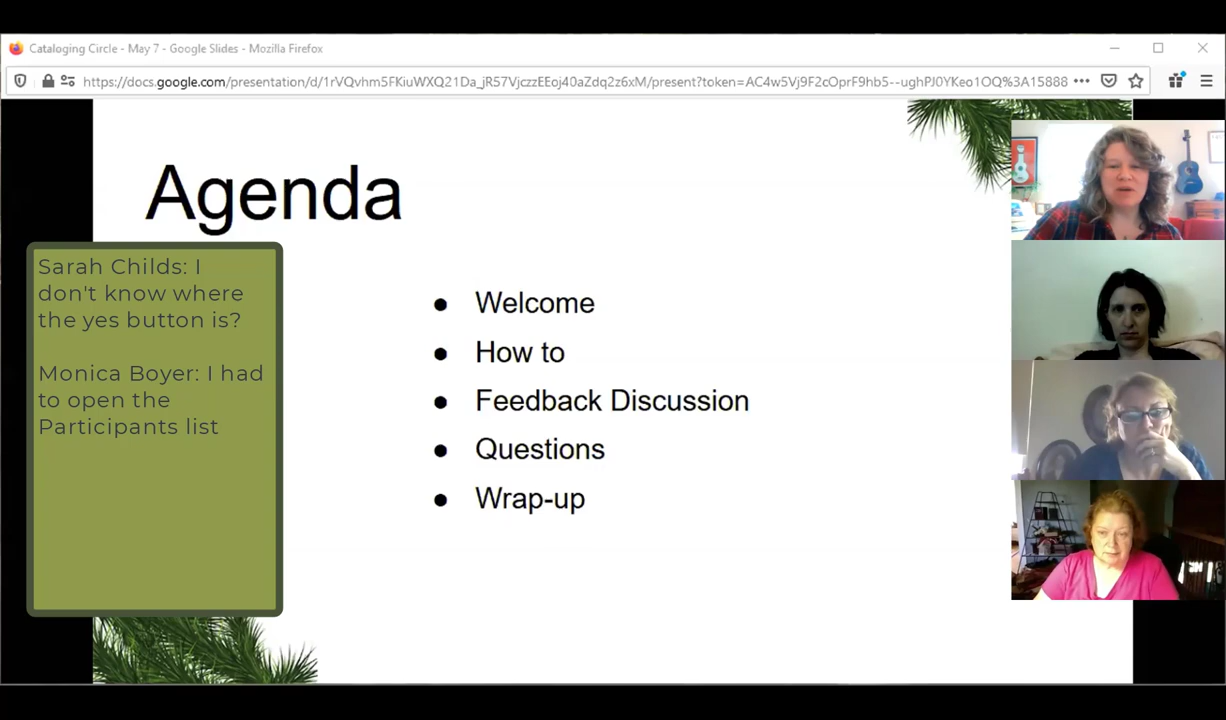 Cataloging Circle - May 7 - Google Slides - Mozilla Firefox
https://docs.google.com/presentation/d/1rVQvhm5FKiuWXQ21Da_jR57VjczzEEoj40aZdq2z6xM/present?token=AC4w5Vj9F2cOprF9hb5--ughPJ0YKeo1OQ%3A15888
Agenda
Sarah Childs: I
don't know where
the yes button is?
Monica Boyer: I had
to open the
Participants list
● Welcome
● How to
● Feedback Discussion
● Questions
● Wrap-up